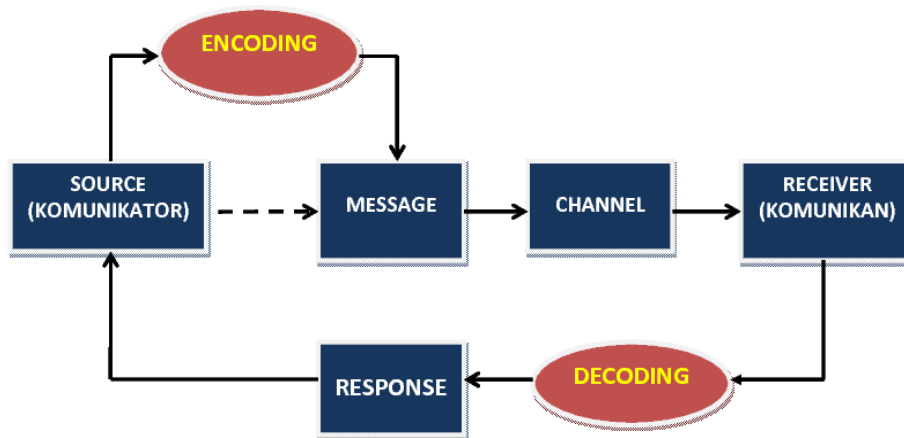 ENCODING
SOURCE
(KOMUNIKATOR)
MESSAGE
CHANNEL
RECEIVER
(KOMUNIKAN)
RESPONSE
DECODING